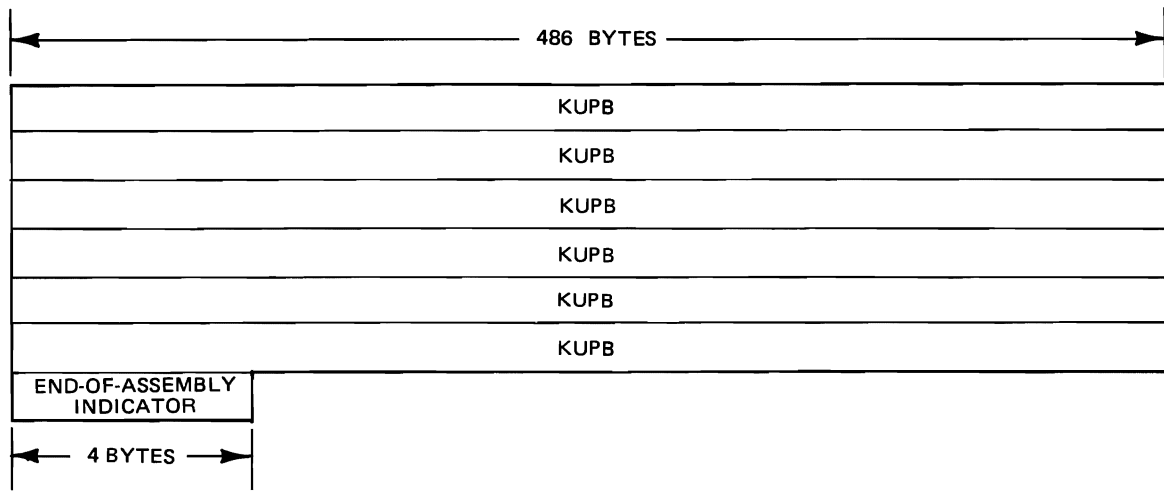 486 BYTES
KUPB
KUPB
KUPB
KUPB
KUPB
KUPB
END-OF-ASSEMBLY
INDICATOR
4 BYTES